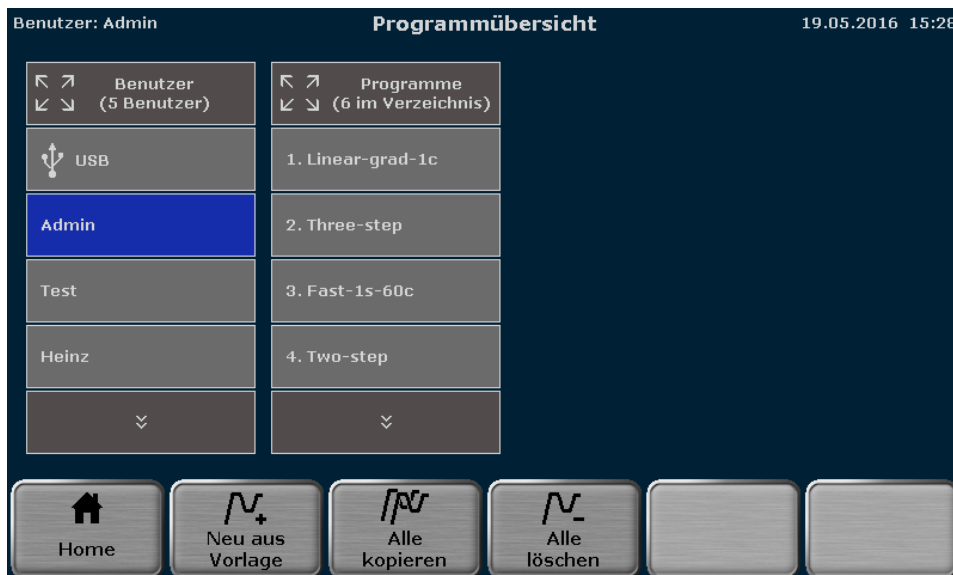 Benutzer: Admin
Programmübersicht
19.05.2016 15:28
Benutzer
(5 Benutzer)
USB
Admin
Test
Heinz
Programme
(6 im Verzeichnis)
1. Linear-grad-1c
2. Three-step
3. Fast-1s-60c
4. Two-step
Home
Neu aus
Vorlage
Alle
kopieren
Alle
löschen